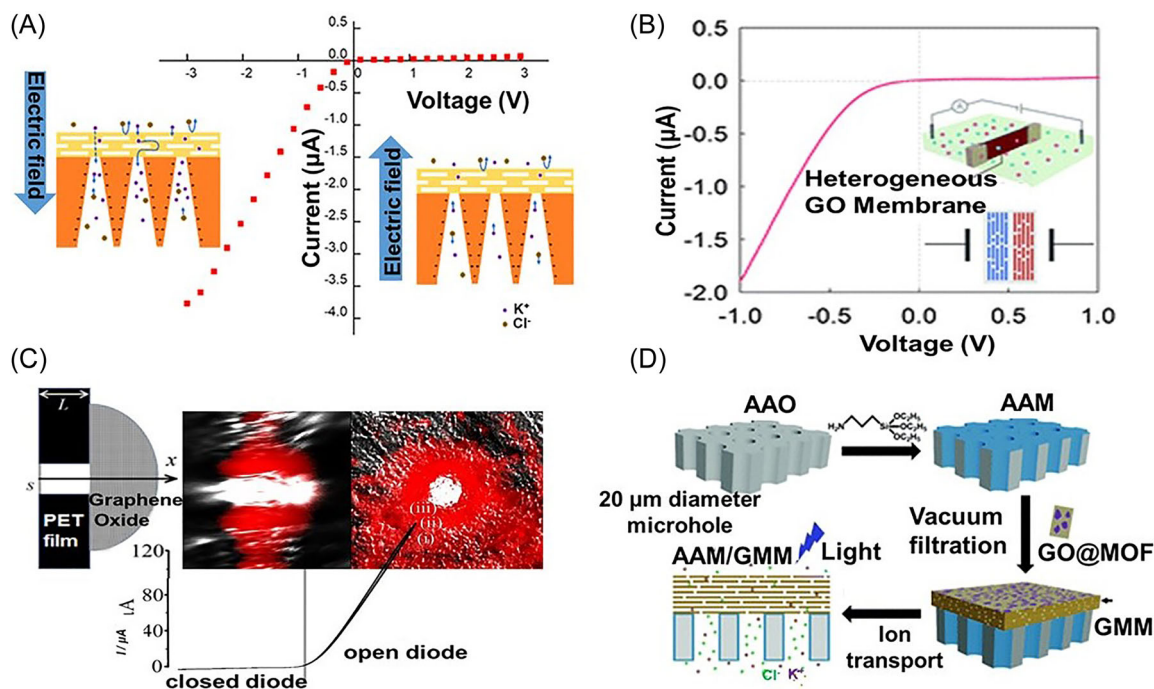 (A)
0.5
0.0
-3 -2 -1 0 1 2 3
Voltage (V)
-0.5
-1.0
-1.5
-2.0
-2.5
-3.0
-3.5
-4.0
Current (μA)
Electric field
Electric field
K+
Cl-
(B)
0.5
0.0
-0.5
-1.0
-1.5
-2.0
Current (μA)
A
Heterogeneous
GO Membrane
-1.0 -0.5 0.0 0.5 1.0
Voltage (V)
(C)
L
s
x
Graphene
Oxide
PET
film
(iii)
(ii)
(i)
120
80
40
0
I/μA
open diode
closed diode
(D)
AAO
H2N
Si
OC2H5
OC2H5
OC2H5
AAM
20 μm diameter
microhole
Vacuum
filtration
GO@MOF
AAM/GMM
Light
GMM
Ion
transport
Cl- K+